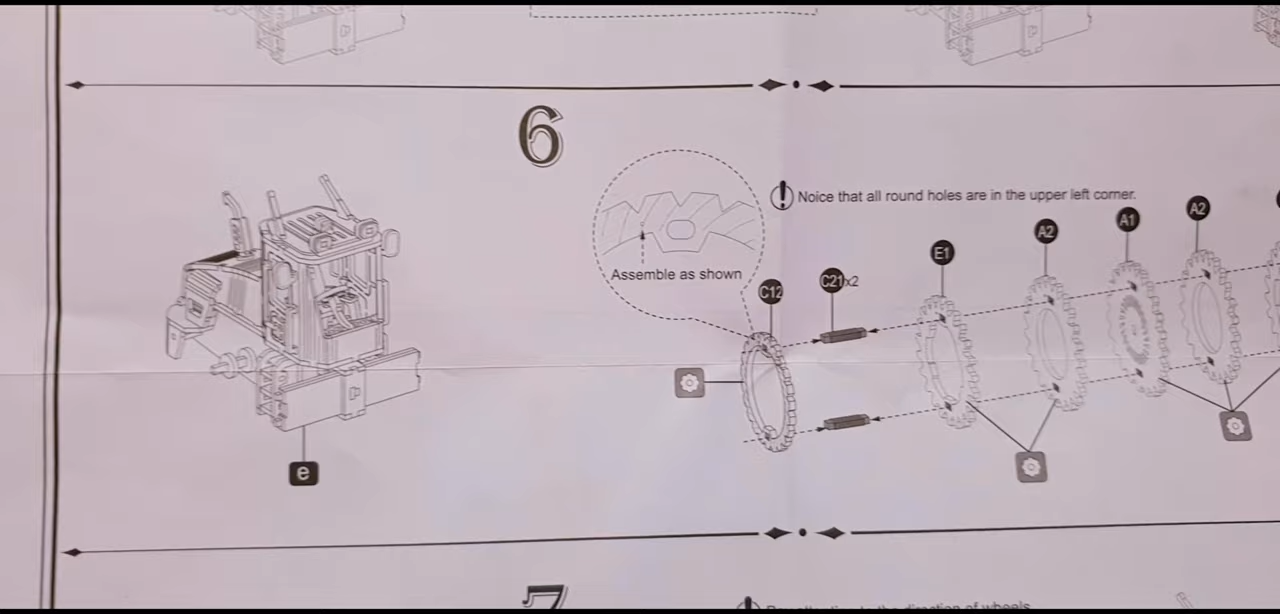 6
Noice that all round holes are in the upper left corner.
A2
A1
A2
E1
Assemble as shown
C12
C21x2
e
7